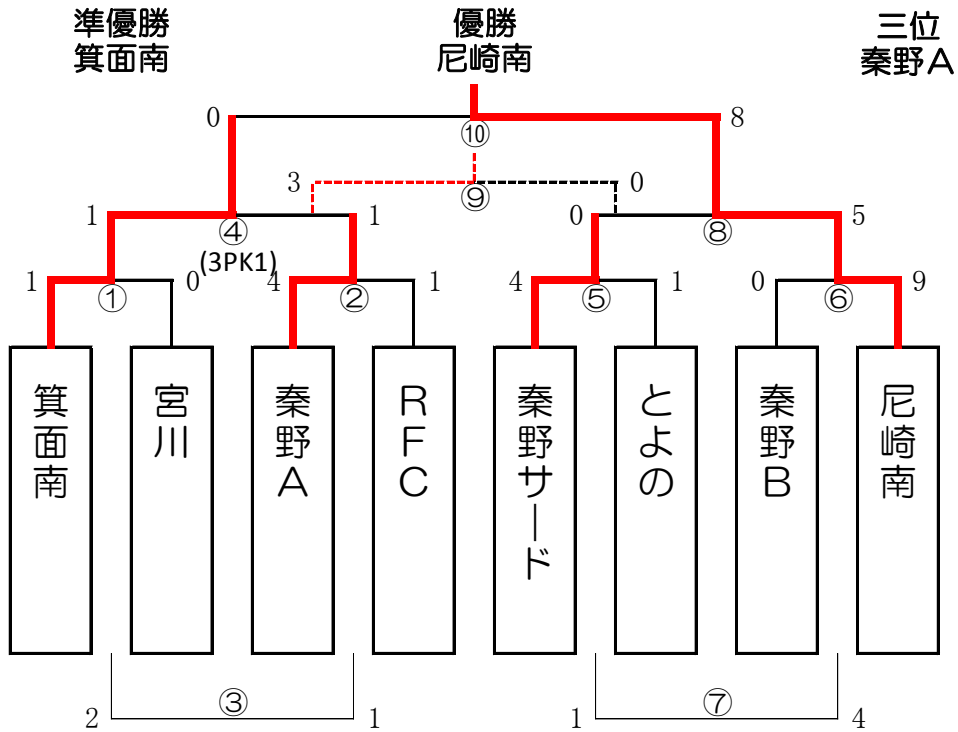 準優勝
箕面南
優勝
尼崎南
三位
秦野A
0
⑩
8
3
⑨
0
1
④
1
(3PK1)
0
⑧
5
1
①
0
4
②
1
4
⑤
1
0
⑥
9
箕面南
宮川
秦野A
RFC
秦野サード
とよの
秦野B
尼崎南
2
③
1
1
⑦
4